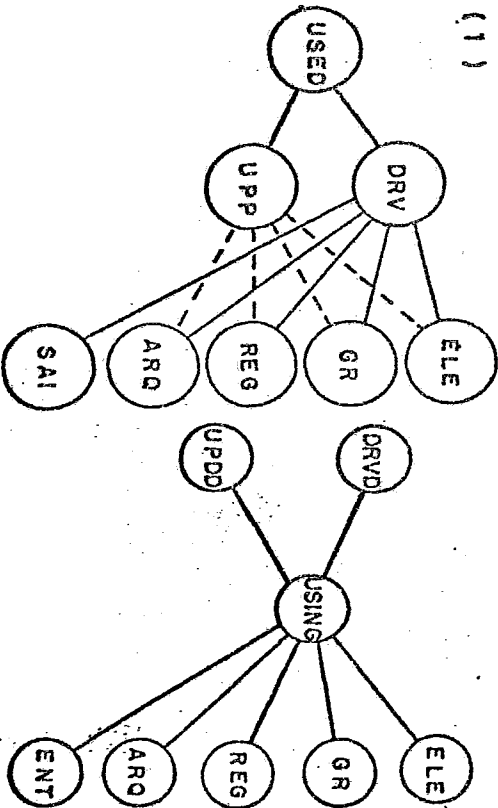 (1)
USED
DRV
UPP
ELE
GR
REG
ARQ
SAI
DRVD
UPDD
USING
ELE
GR
REG
ARQ
ENT